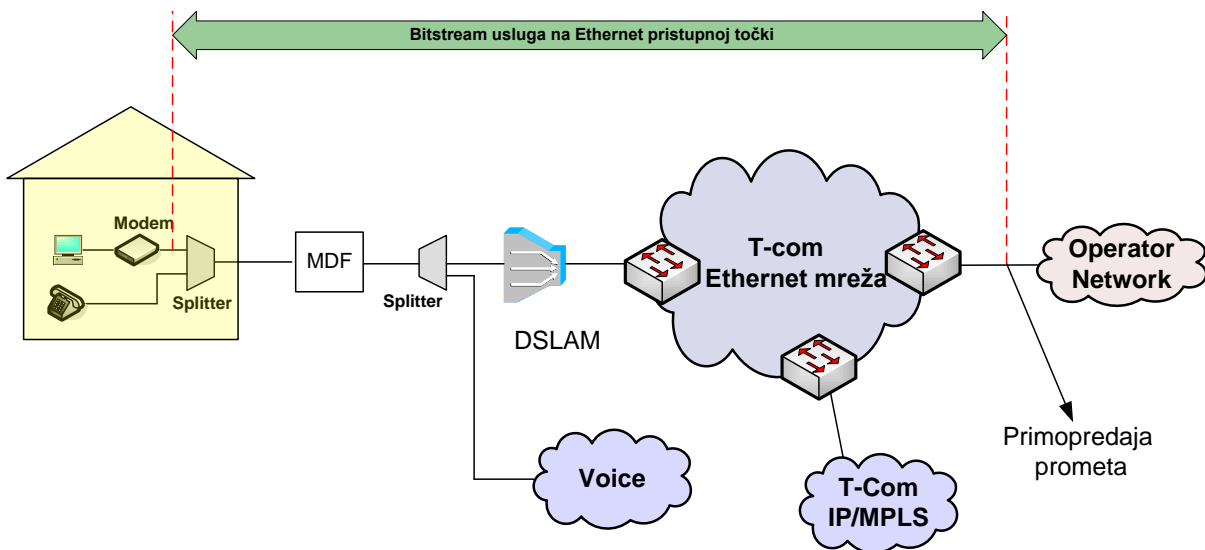 Bitstream usluga na Ethernet pristupnoj točki
Modem
Splitter
MDF
Splitter
DSLAM
T-com
Ethernet mreža
Operator
Network
Voice
T-Com
IP/MPLS
Primopredaja
prometa